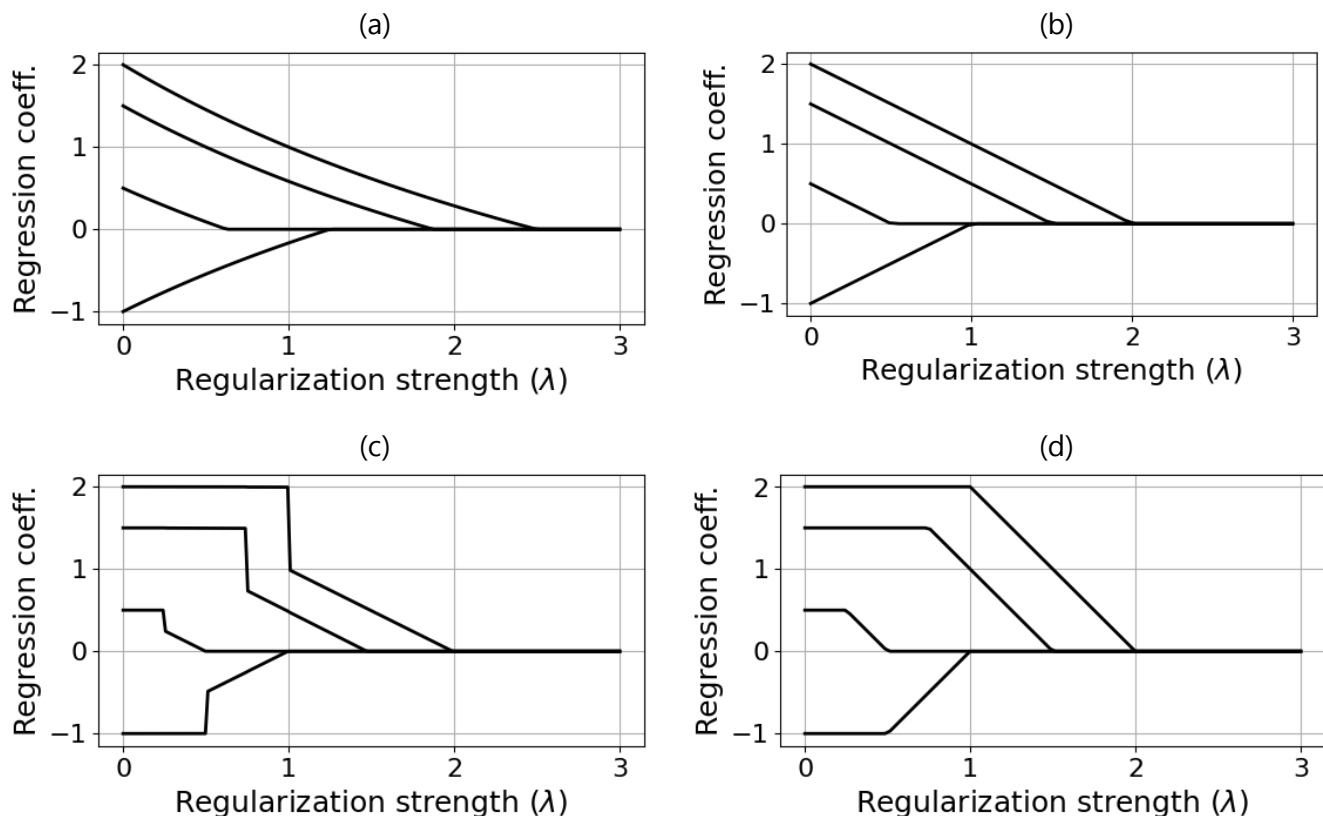 (a)
Regression coeff.
2
1
0
−1
0 1 2 3
Regularization strength (λ)
(b)
Regression coeff.
2
1
0
−1
0 1 2 3
Regularization strength (λ)
(c)
Regression coeff.
2
1
0
−1
0 1 2 3
Regularization strength (λ)
(d)
Regression coeff.
2
1
0
−1
0 1 2 3
Regularization strength (λ)